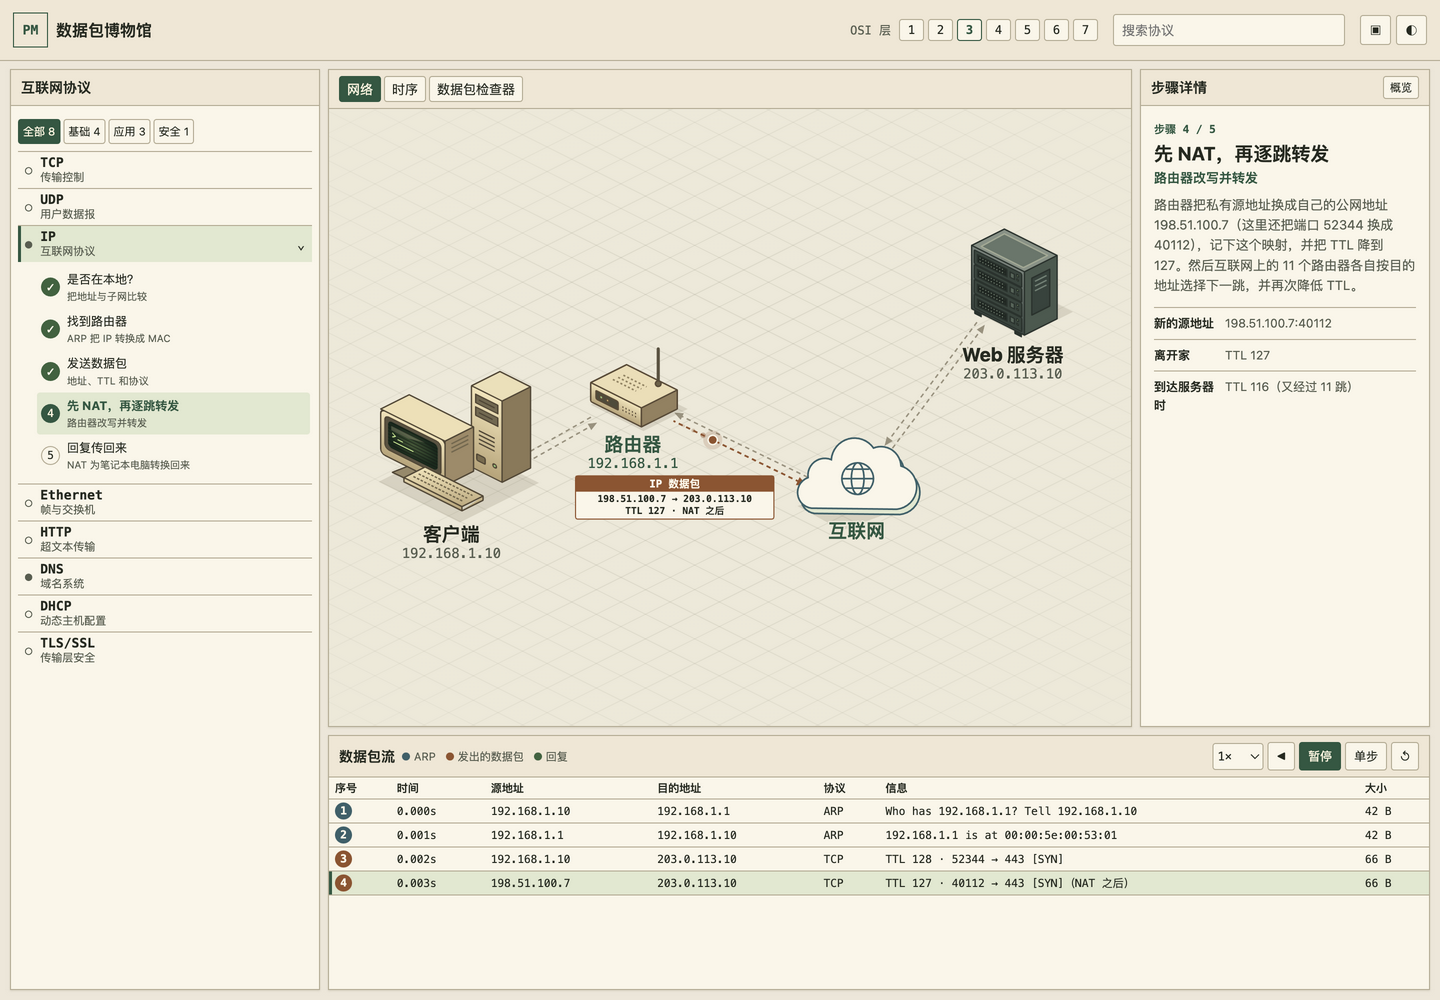 PM 数据包博物馆
OSI 层 1 2 3 4 5 6 7 搜索协议
互联网协议
全部 8 基础 4 应用 3 安全 1
TCP
传输控制
UDP
用户数据报
IP
互联网协议
是否在本地?
把地址与子网比较
找到路由器
ARP 把 IP 转换成 MAC
发送数据包
地址、TTL 和协议
4 先 NAT，再逐跳转发
路由器改写并转发
5 回复传回来
NAT 为笔记本电脑转换回来
Ethernet
帧与交换机
HTTP
超文本传输
DNS
域名系统
DHCP
动态主机配置
TLS/SSL
传输层安全
网络 时序 数据包检查器
Web 服务器
203.0.113.10
路由器
192.168.1.1
IP 数据包
198.51.100.7 → 203.0.113.10
TTL 127 · NAT 之后
互联网
客户端
192.168.1.10
步骤详情 概览
步骤 4 / 5
先 NAT，再逐跳转发
路由器改写并转发
路由器把私有源地址换成自己的公网地址
198.51.100.7（这里还把端口 52344 换成
40112），记下这个映射，并把 TTL 降到
127。然后互联网上的 11 个路由器各自按目的
地址选择下一跳，并再次降低 TTL。
新的源地址 198.51.100.7:40112
离开家 TTL 127
到达服务器时 TTL 116（又经过 11 跳）
数据包流 ARP 发出的数据包 回复 1× 暂停 单步
序号 时间 源地址 目的地址 协议 信息 大小
1 0.000s 192.168.1.10 192.168.1.1 ARP Who has 192.168.1.1? Tell 192.168.1.10 42 B
2 0.001s 192.168.1.1 192.168.1.10 ARP 192.168.1.1 is at 00:00:5e:00:53:01 42 B
3 0.002s 192.168.1.10 203.0.113.10 TCP TTL 128 · 52344 → 443 [SYN] 66 B
4 0.003s 198.51.100.7 203.0.113.10 TCP TTL 127 · 40112 → 443 [SYN]（NAT 之后） 66 B